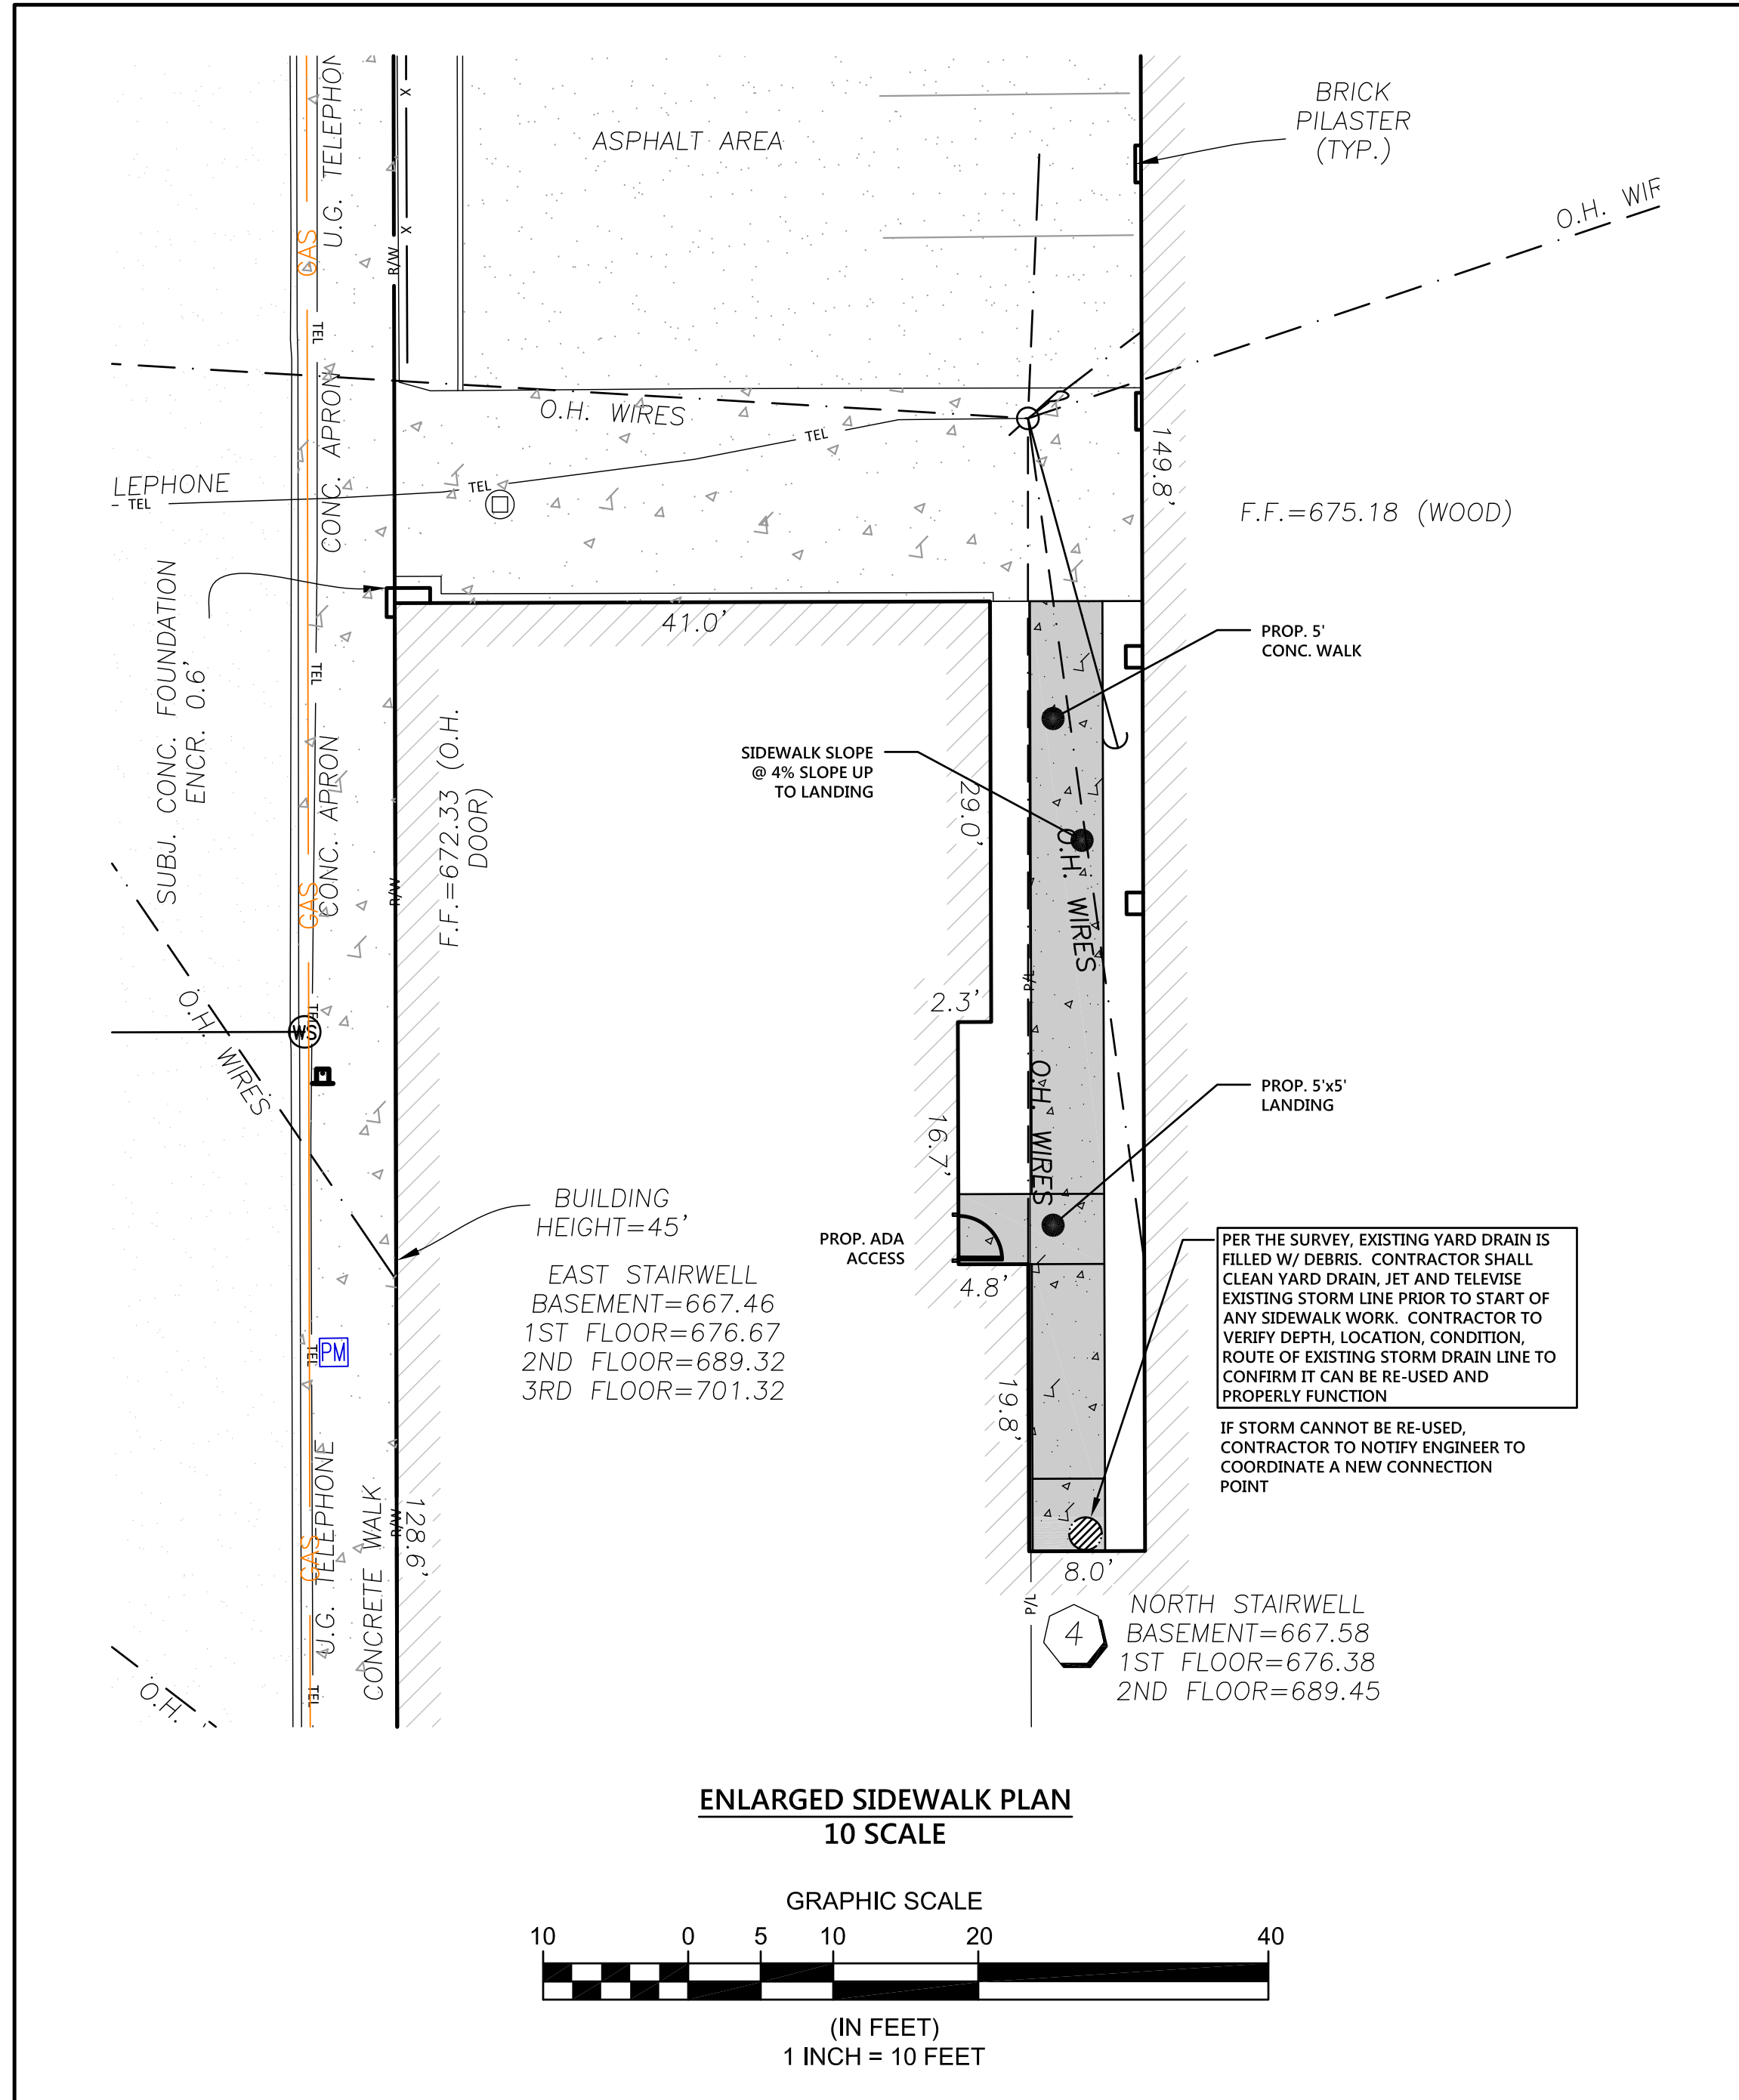 BRICK
PILASTER
(TYP.)
ASPHALT AREA
O.H. WIR
U.G. TELEPHON
GAS
R/W
X
X
TEL
CONC. APRON
O.H. WIRES
TEL
TEL
LEPHONE
TEL
149.8'
F.F.=675.18 (WOOD)
SUBJ. CONC. FOUNDATION
ENCR. 0.6'
41.0'
PROP. 5'
CONC. WALK
TEL
CONC. APRON
GAS
R/W
F.F.=672.33 (O.H.
DOOR)
SIDEWALK SLOPE
@ 4% SLOPE UP
TO LANDING
29.0'
O.H. WIRES
P/L
2.3'
O.H. WIRES
WS
TEL
O.H. WIRES
16.7'
PROP. 5'x5'
LANDING
BUILDING
HEIGHT=45'
PROP. ADA
ACCESS
4.8'
EAST STAIRWELL
BASEMENT=667.46
1ST FLOOR=676.67
2ND FLOOR=689.32
3RD FLOOR=701.32
PER THE SURVEY, EXISTING YARD DRAIN IS
FILLED W/ DEBRIS. CONTRACTOR SHALL
CLEAN YARD DRAIN, JET AND TELEVISE
EXISTING STORM LINE PRIOR TO START OF
ANY SIDEWALK WORK. CONTRACTOR TO
VERIFY DEPTH, LOCATION, CONDITION,
ROUTE OF EXISTING STORM DRAIN LINE TO
CONFIRM IT CAN BE RE-USED AND
PROPERLY FUNCTION
IF STORM CANNOT BE RE-USED,
CONTRACTOR TO NOTIFY ENGINEER TO
COORDINATE A NEW CONNECTION
POINT
TEL
PM
19.8'
U.G. TELEPHONE
GAS
CONCRETE WALK
R/W
128.6'
8.0'
P/L
4
NORTH STAIRWELL
BASEMENT=667.58
1ST FLOOR=676.38
2ND FLOOR=689.45
TEL
O.H.
ENLARGED SIDEWALK PLAN
10 SCALE
GRAPHIC SCALE
10 0 5 10 20 40
(IN FEET)
1 INCH = 10 FEET